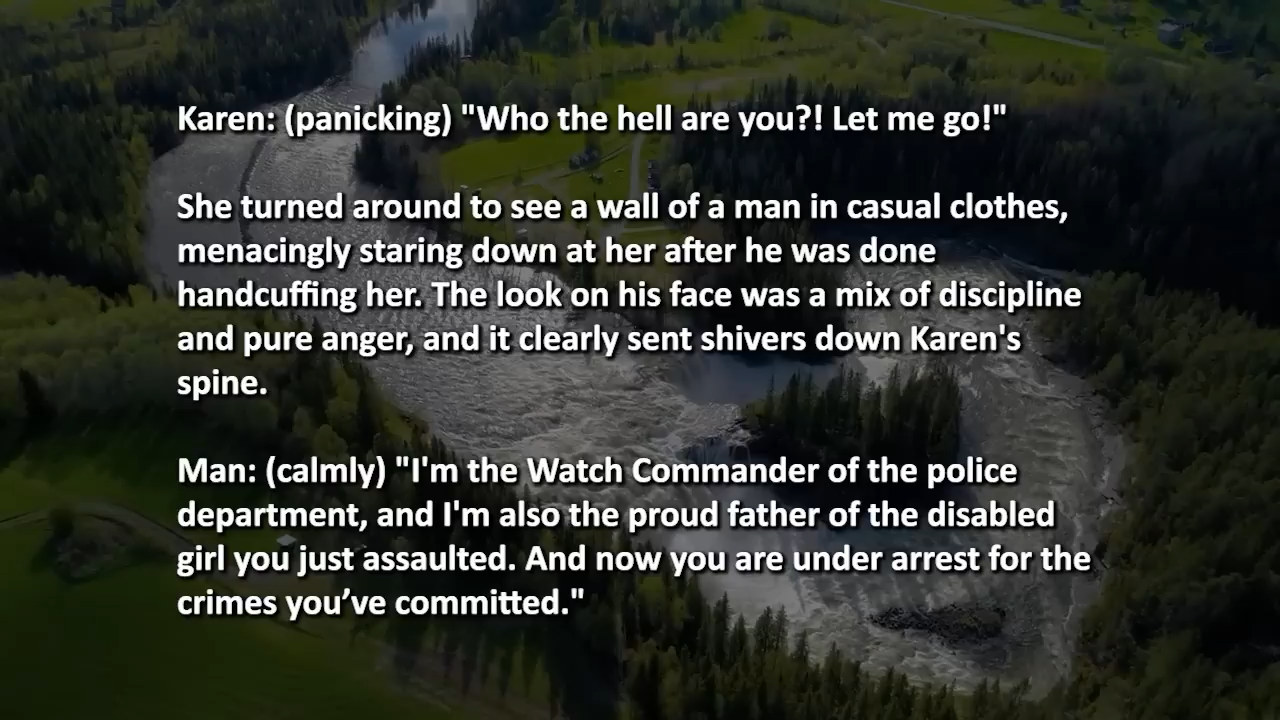 Karen: (panicking) "Who the hell are you?! Let me go!"
She turned around to see a wall of a man in casual clothes,
menacingly staring down at her after he was done
handcuffing her. The look on his face was a mix of discipline
and pure anger, and it clearly sent shivers down Karen's
spine.
Man: (calmly) "I'm the Watch Commander of the police
department, and I'm also the proud father of the disabled
girl you just assaulted. And now you are under arrest for the
crimes you’ve committed."